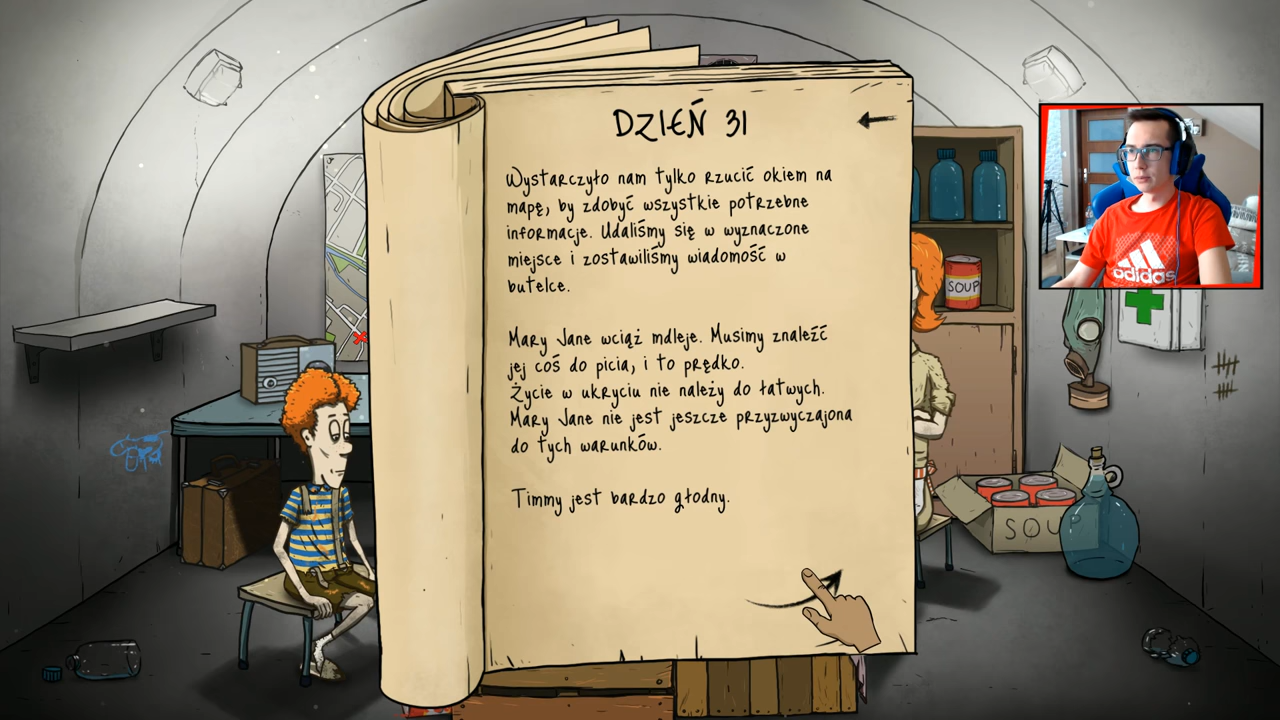 DZIEŃ 31
Wystarczyło nam tylko rzucić okiem na
mapę, by zdobyć wszystkie potrzebne
informacje. Udaliśmy się w wyznaczone
miejsce i zostawiliśmy wiadomość w
butelce.
Mary Jane wciąż mdleje. Musimy znaleźć
jej coś do picia, i to prędko.
Życie w ukryciu nie należy do łatwych.
Mary Jane nie jest jeszcze przyzwyczajona
do tych warunków.
Timmy jest bardzo głodny.
SOUP
SOUP
adidas